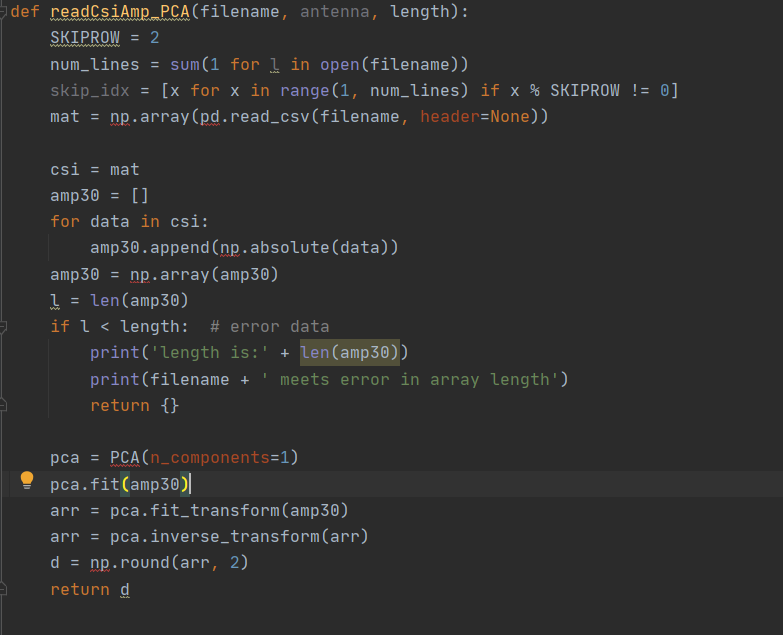 def readCsiAmp_PCA(filename, antenna, length):
    SKIPROW = 2
    num_lines = sum(1 for l in open(filename))
    skip_idx = [x for x in range(1, num_lines) if x % SKIPROW != 0]
    mat = np.array(pd.read_csv(filename, header=None))

    csi = mat
    amp30 = []
    for data in csi:
        amp30.append(np.absolute(data))
    amp30 = np.array(amp30)
    l = len(amp30)
    if l < length:  # error data
        print('length is:' + len(amp30))
        print(filename + ' meets error in array length')
        return {}

    pca = PCA(n_components=1)
    pca.fit(amp30)
    arr = pca.fit_transform(amp30)
    arr = pca.inverse_transform(arr)
    d = np.round(arr, 2)
    return d